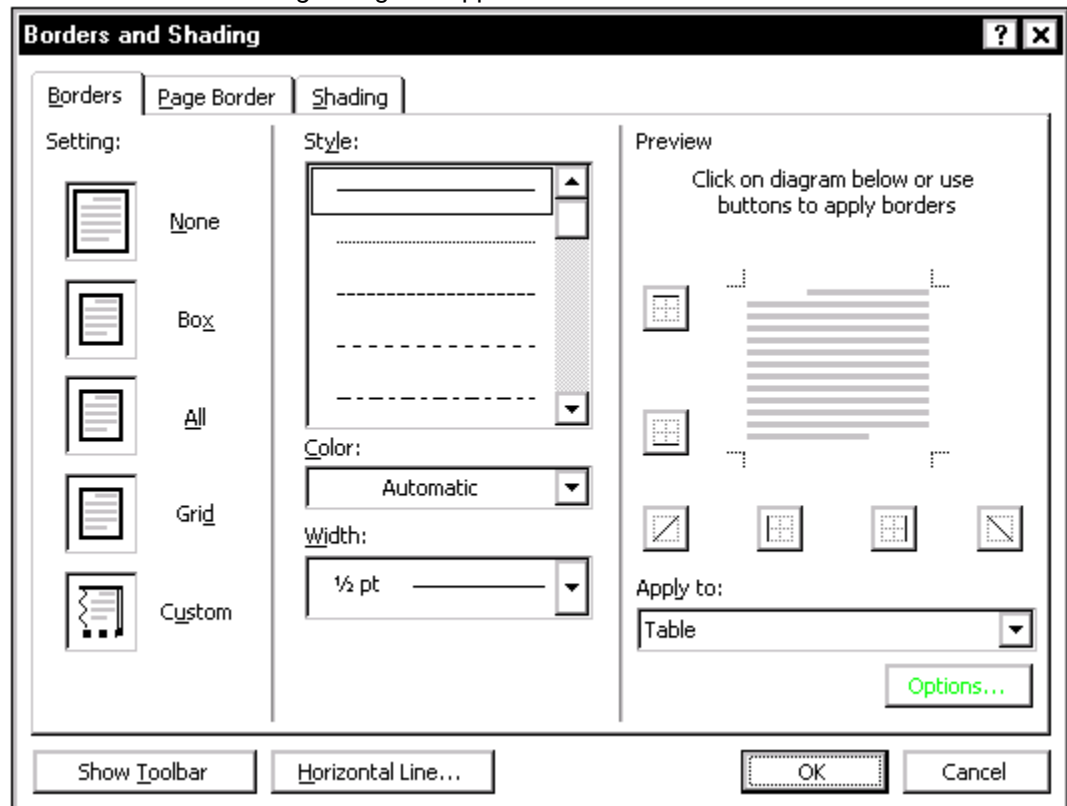 Borders and Shading
Borders
Page Border
Shading
Setting:
None
Box
All
Grid
Custom
Style:
Color:
Automatic
Width:
½ pt
Preview
Click on diagram below or use
buttons to apply borders
Apply to:
Table
Options...
Show Toolbar
Horizontal Line...
OK
Cancel